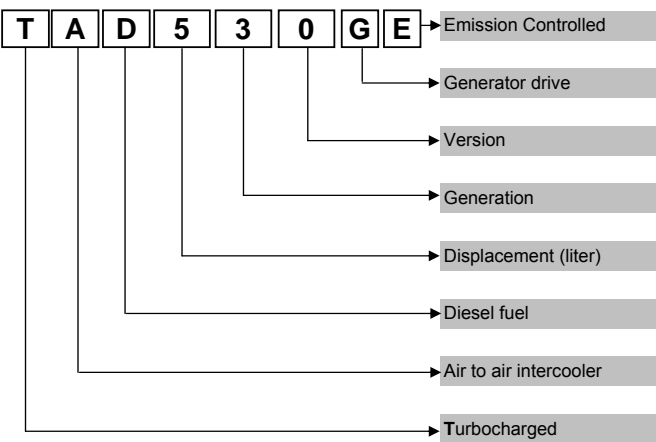 T A D 5 3 0 G E
Emission Controlled
Generator drive
Version
Generation
Displacement (liter)
Diesel fuel
Air to air intercooler
Turbocharged